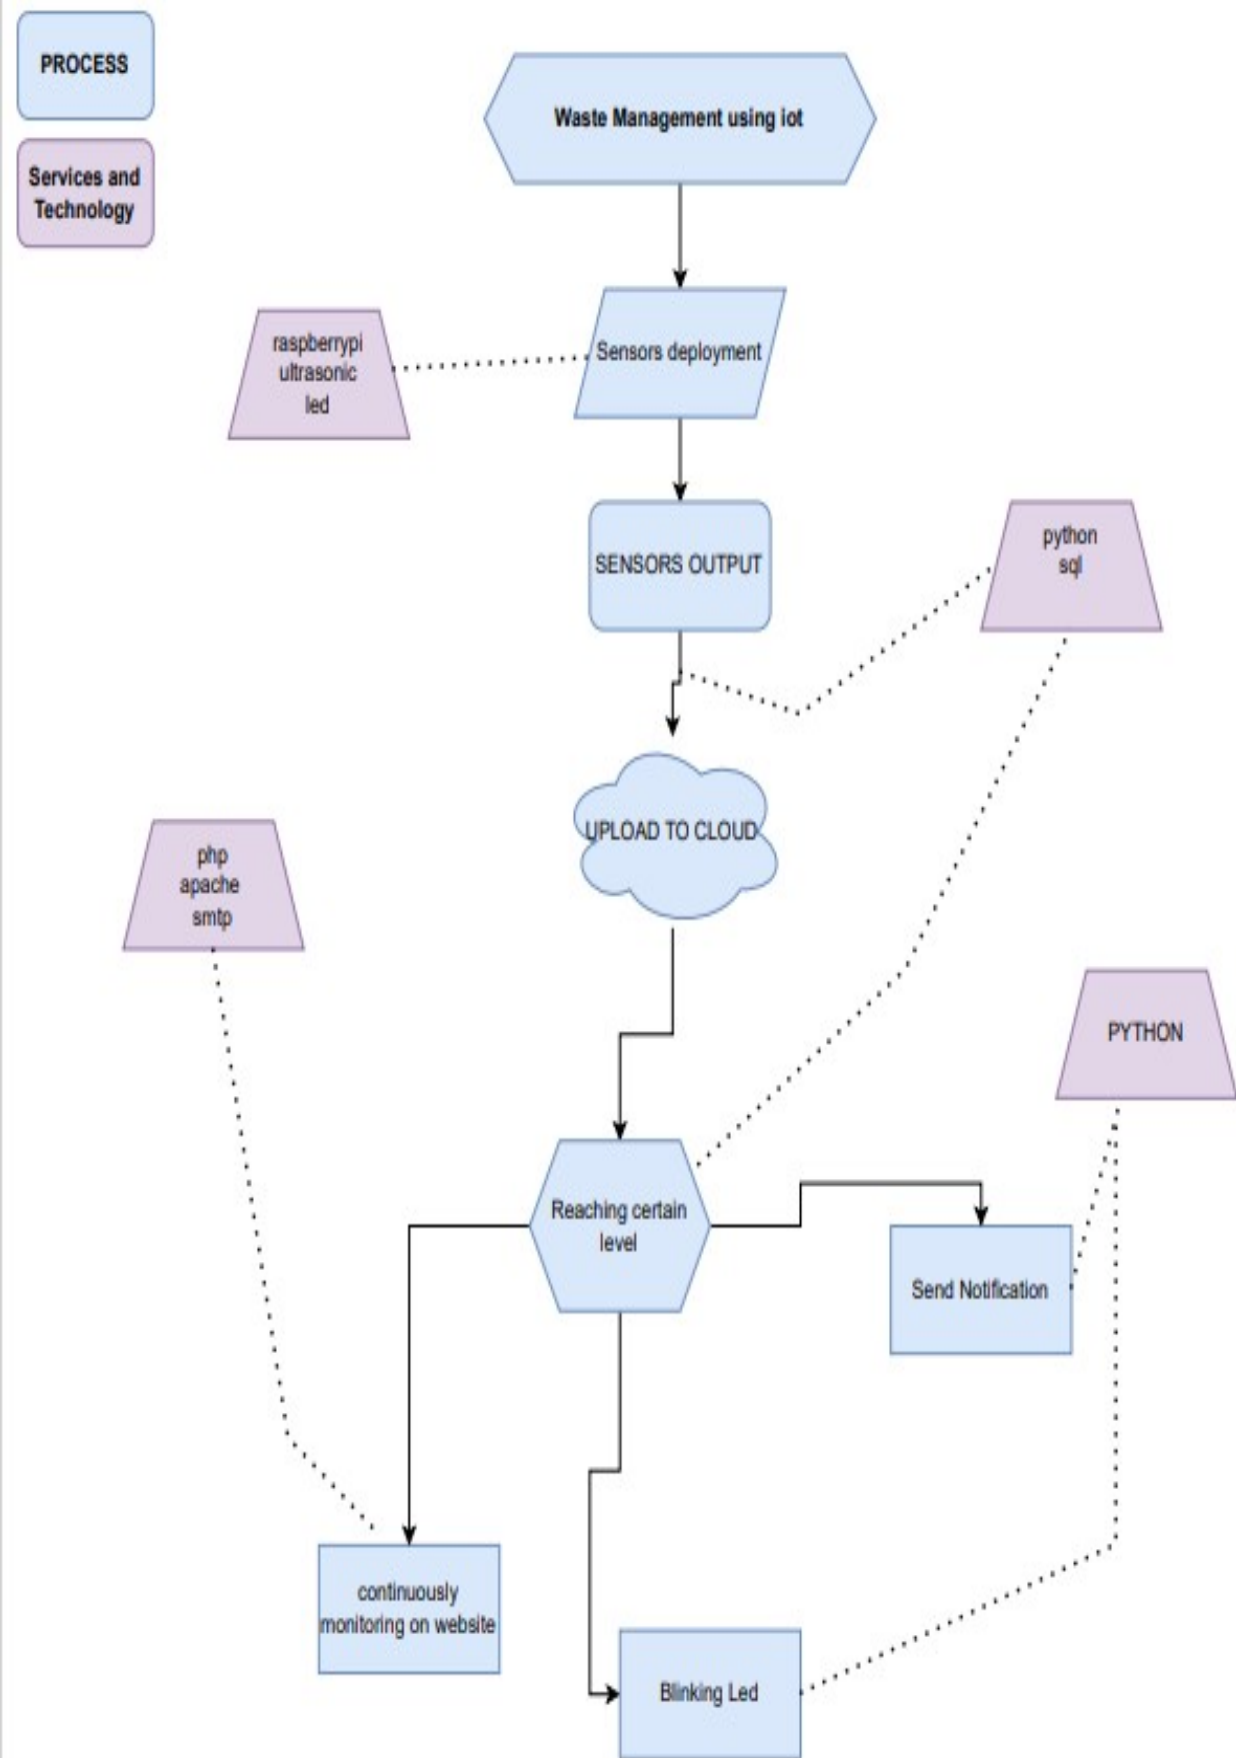 PROCESS
Services and
Technology
Waste Management using iot
raspberrypi
ultrasonic
led
Sensors deployment
SENSORS OUTPUT
python
sql
UPLOAD TO CLOUD
php
apache
smtp
PYTHON
Reaching certain
level
Send Notification
continuously
monitoring on website
Blinking Led